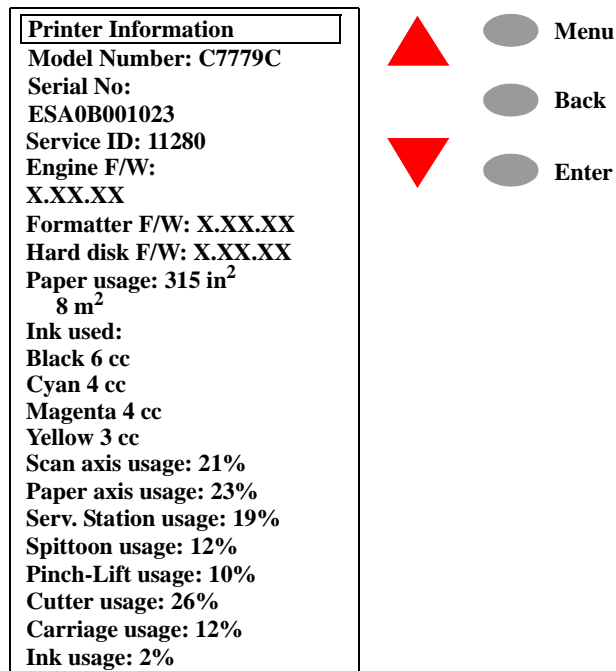 Printer Information
Model Number: C7779C
Serial No:
ESA0B001023
Service ID: 11280
Engine F/W:
X.XX.XX
Formatter F/W: X.XX.XX
Hard disk F/W: X.XX.XX
Paper usage: 315 in²
8 m²
Ink used:
Black 6 cc
Cyan 4 cc
Magenta 4 cc
Yellow 3 cc
Scan axis usage: 21%
Paper axis usage: 23%
Serv. Station usage: 19%
Spittoon usage: 12%
Pinch-Lift usage: 10%
Cutter usage: 26%
Carriage usage: 12%
Ink usage: 2%
Menu
Back
Enter